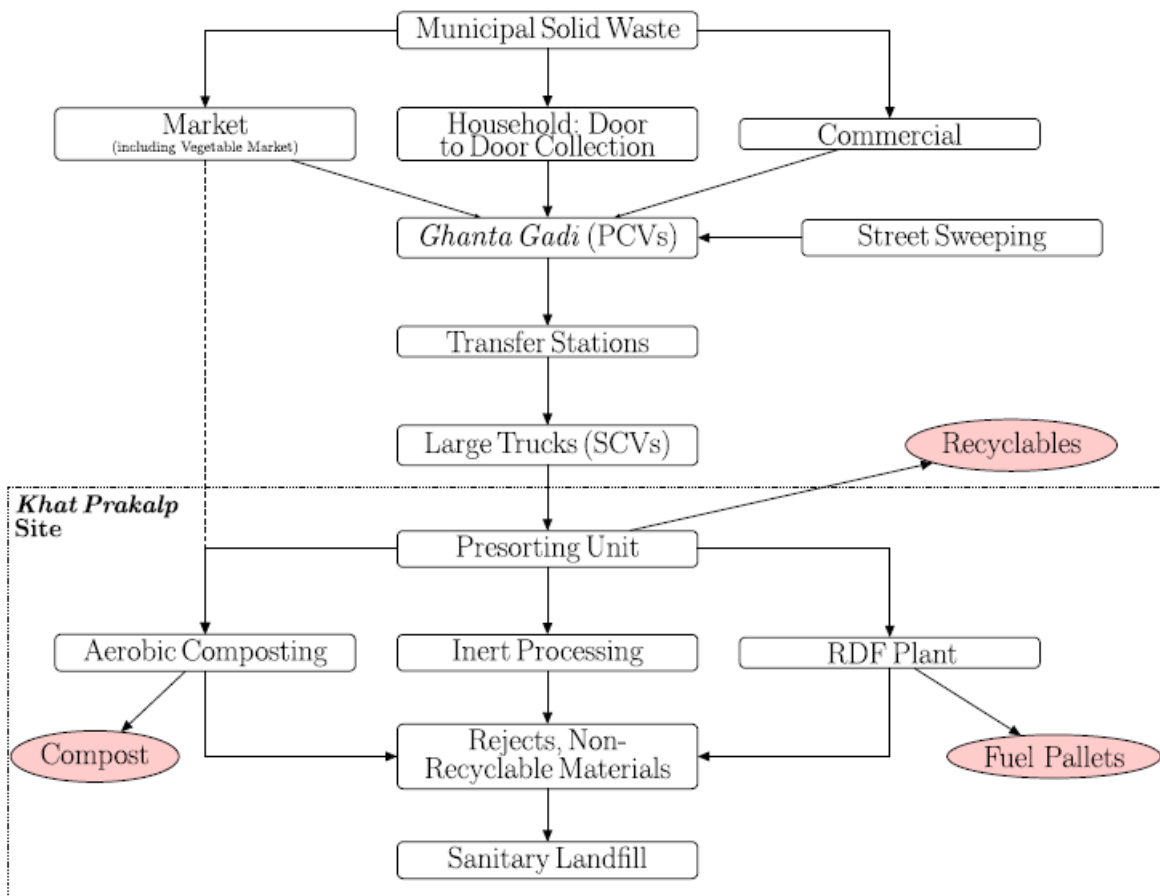 Municipal Solid Waste
Market
(including Vegetable Market)
Household: Door
to Door Collection
Commercial
Ghanta Gadi (PCVs)
Street Sweeping
Transfer Stations
Large Trucks (SCVs)
Recyclables
Khat Prakalp
Site
Presorting Unit
Aerobic Composting
Inert Processing
RDF Plant
Compost
Rejects, Non-
Recyclable Materials
Fuel Pallets
Sanitary Landfill